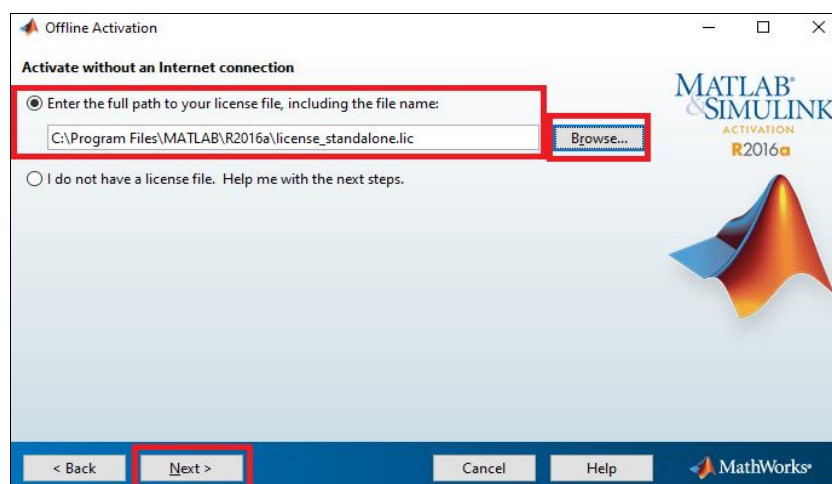 Offline Activation
Activate without an Internet connection
Enter the full path to your license file, including the file name:
C:\Program Files\MATLAB\R2016a\license_standalone.lic
Browse...
I do not have a license file. Help me with the next steps.
MATLAB®
&SIMULINK
ACTIVATION
R2016a
< Back
Next >
Cancel
Help
MathWorks®